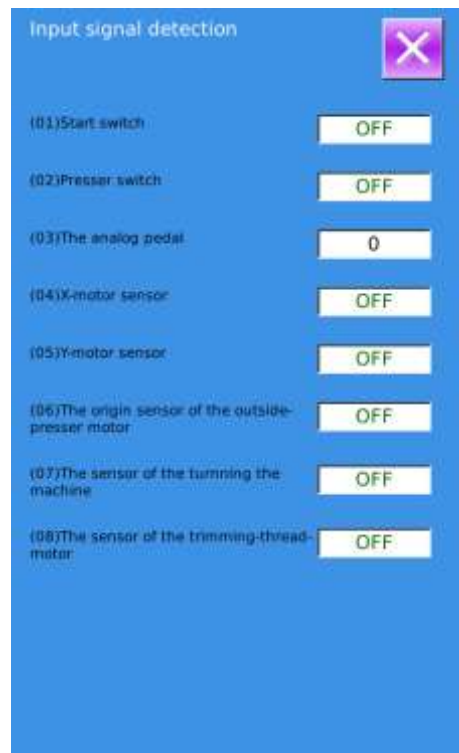 Input signal detection
(01)Start switch
OFF
(02)Presser switch
OFF
(03)The analog pedal
0
(04)X-motor sensor
OFF
(05)Y-motor sensor
OFF
(06)The origin sensor of the outside-
presser motor
OFF
(07)The sensor of the turnning the
machine
OFF
(08)The sensor of the trimming-thread-
motor
OFF